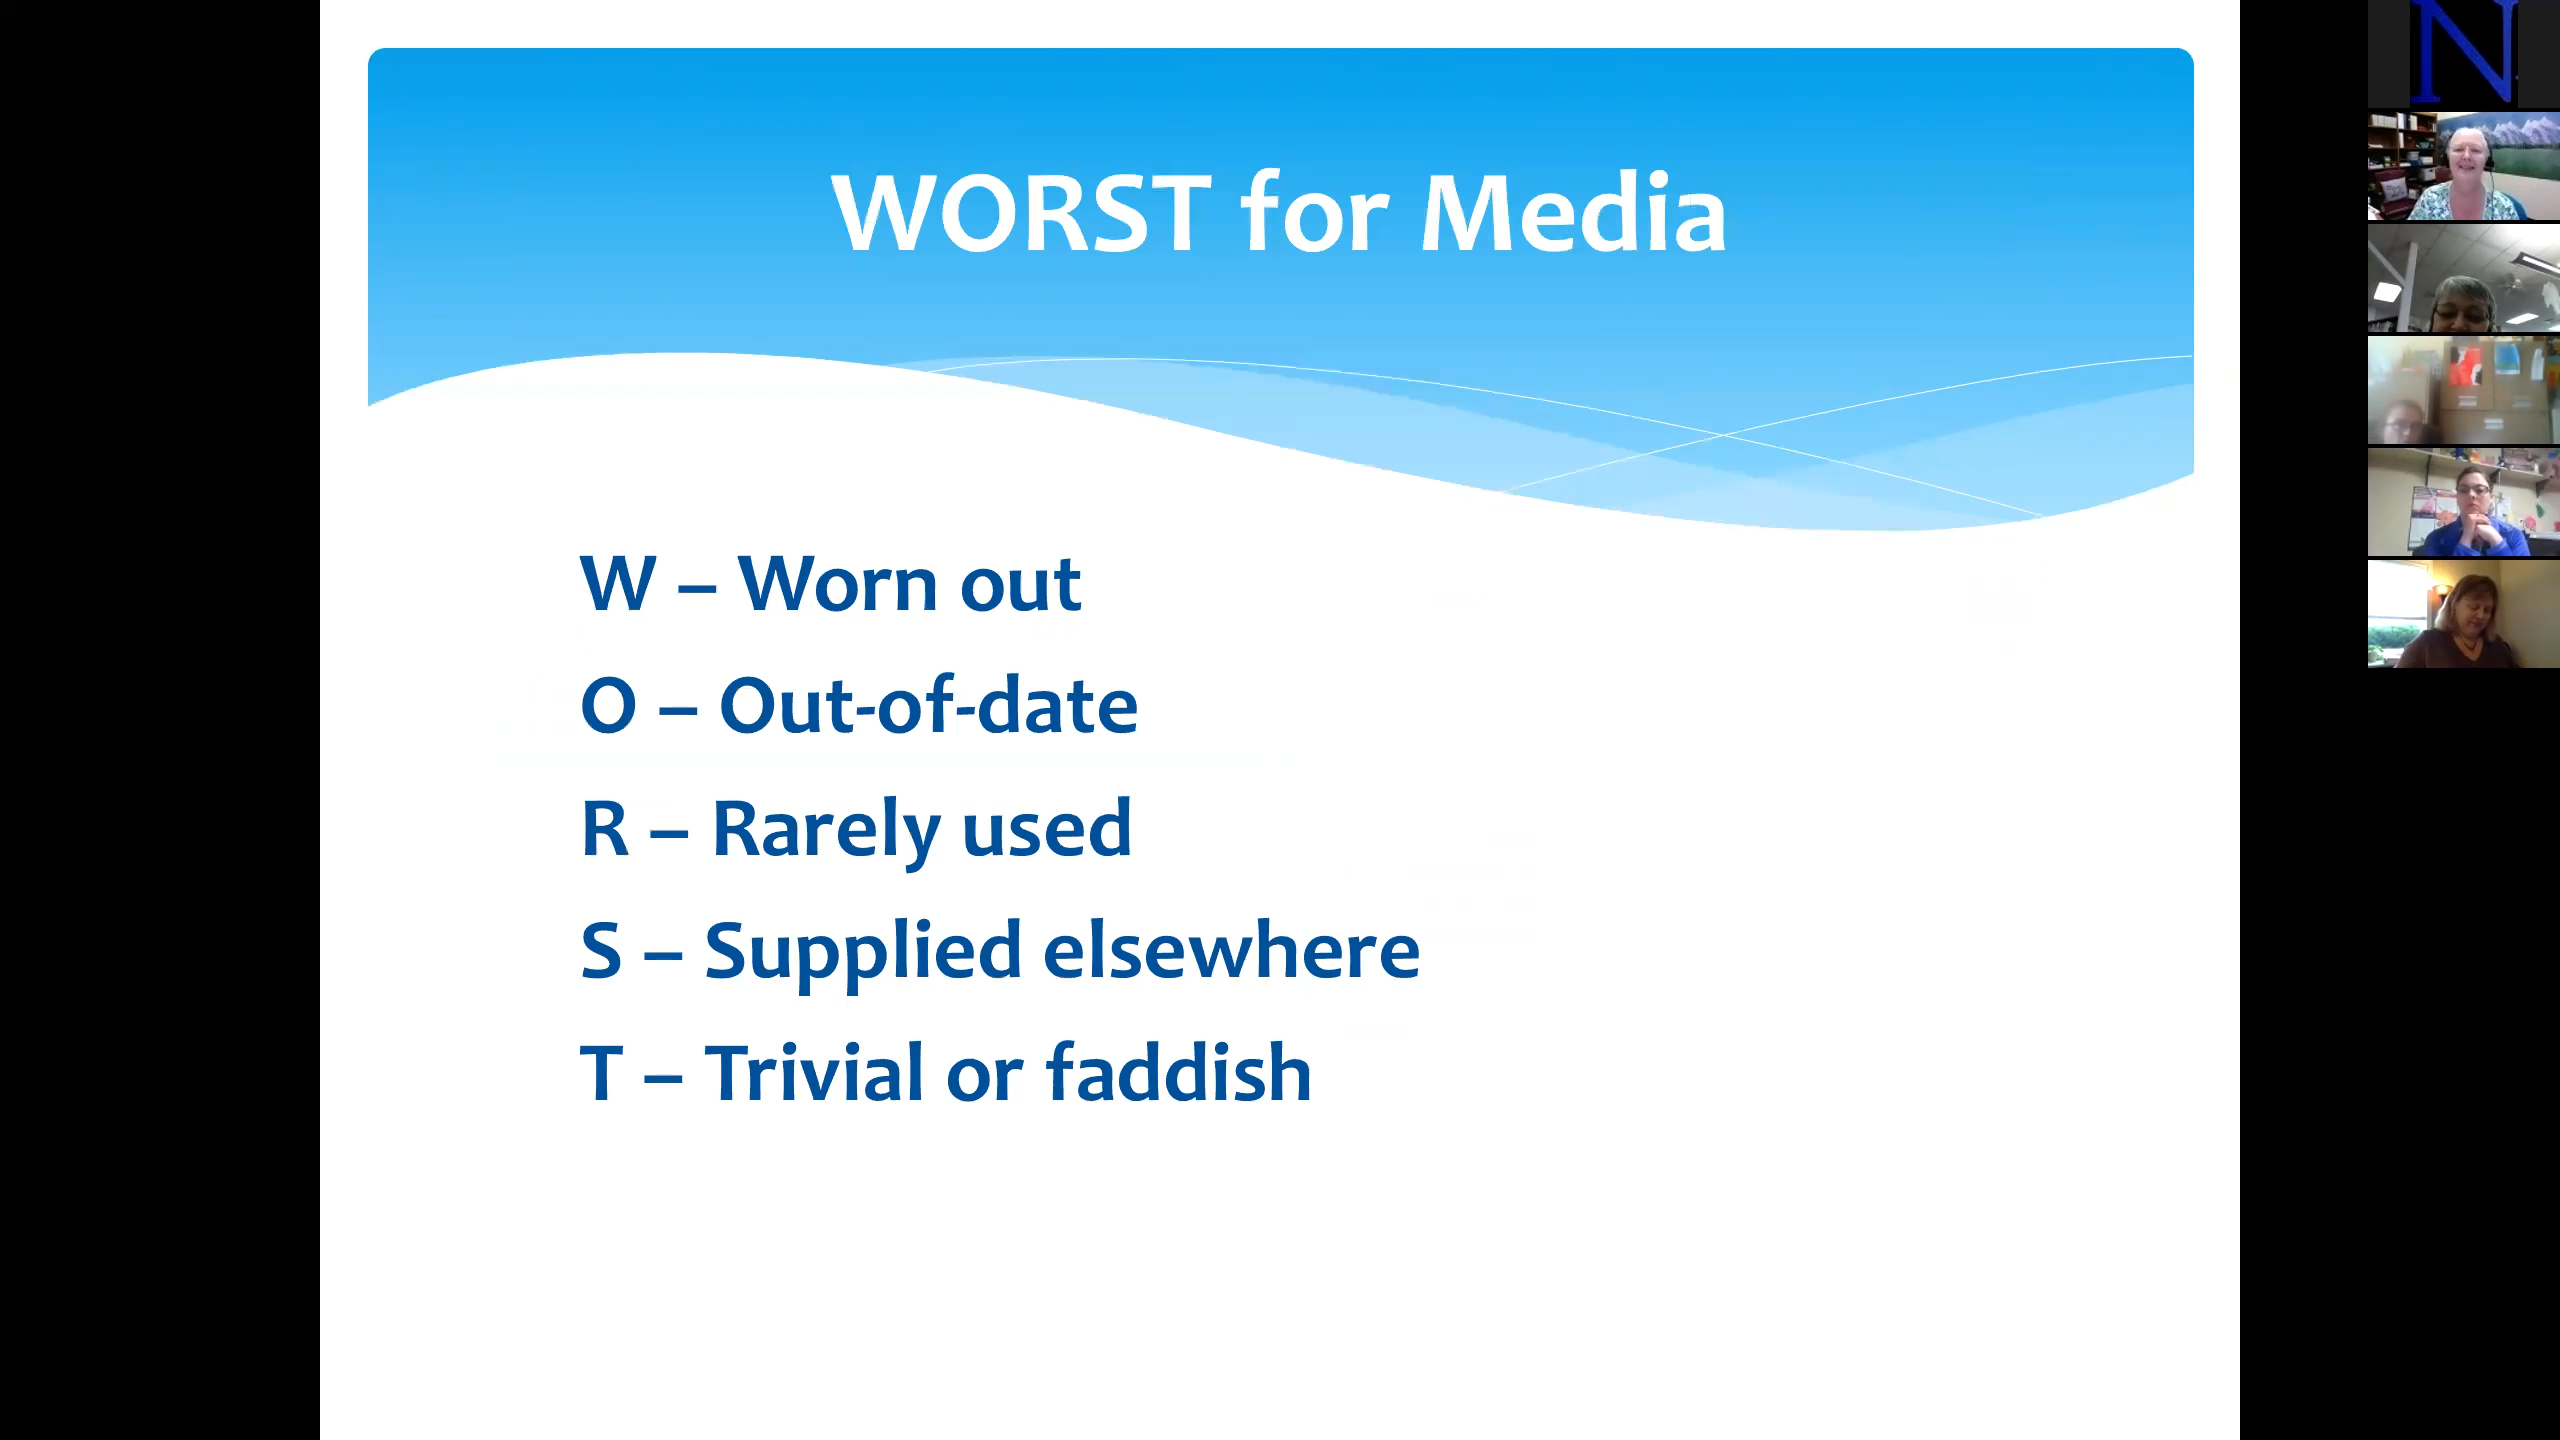 WORST for Media
W – Worn out
O – Out-of-date
R – Rarely used
S – Supplied elsewhere
T – Trivial or faddish
N